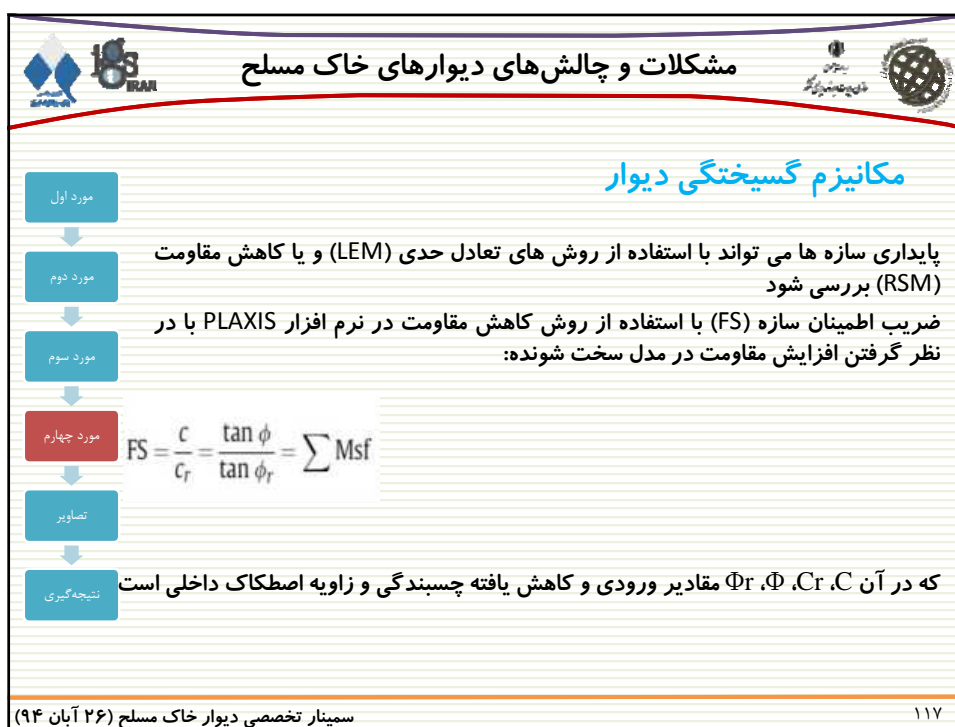 مشکلات و چالش‌های دیوارهای خاک مسلح
IGS
IRAN
مکانیزم گسیختگی دیوار
مورد اول
مورد دوم
مورد سوم
مورد چهارم
تصاویر
نتیجه‌گیری
پایداری سازه ها می تواند با استفاده از روش های تعادل حدی (LEM) و یا کاهش مقاومت
(RSM) بررسی شود
ضریب اطمینان سازه (FS) با استفاده از روش کاهش مقاومت در نرم افزار PLAXIS با در
نظر گرفتن افزایش مقاومت در مدل سخت شونده:
FS = c/c_r = tan ϕ/tan ϕ_r = ∑ Msf
که در آن C، Cr، Φ، Φr مقادیر ورودی و کاهش یافته چسبندگی و زاویه اصطکاک داخلی است
سمینار تخصصی دیوار خاک مسلح (۲۶ آبان ۹۴)
۱۱۷